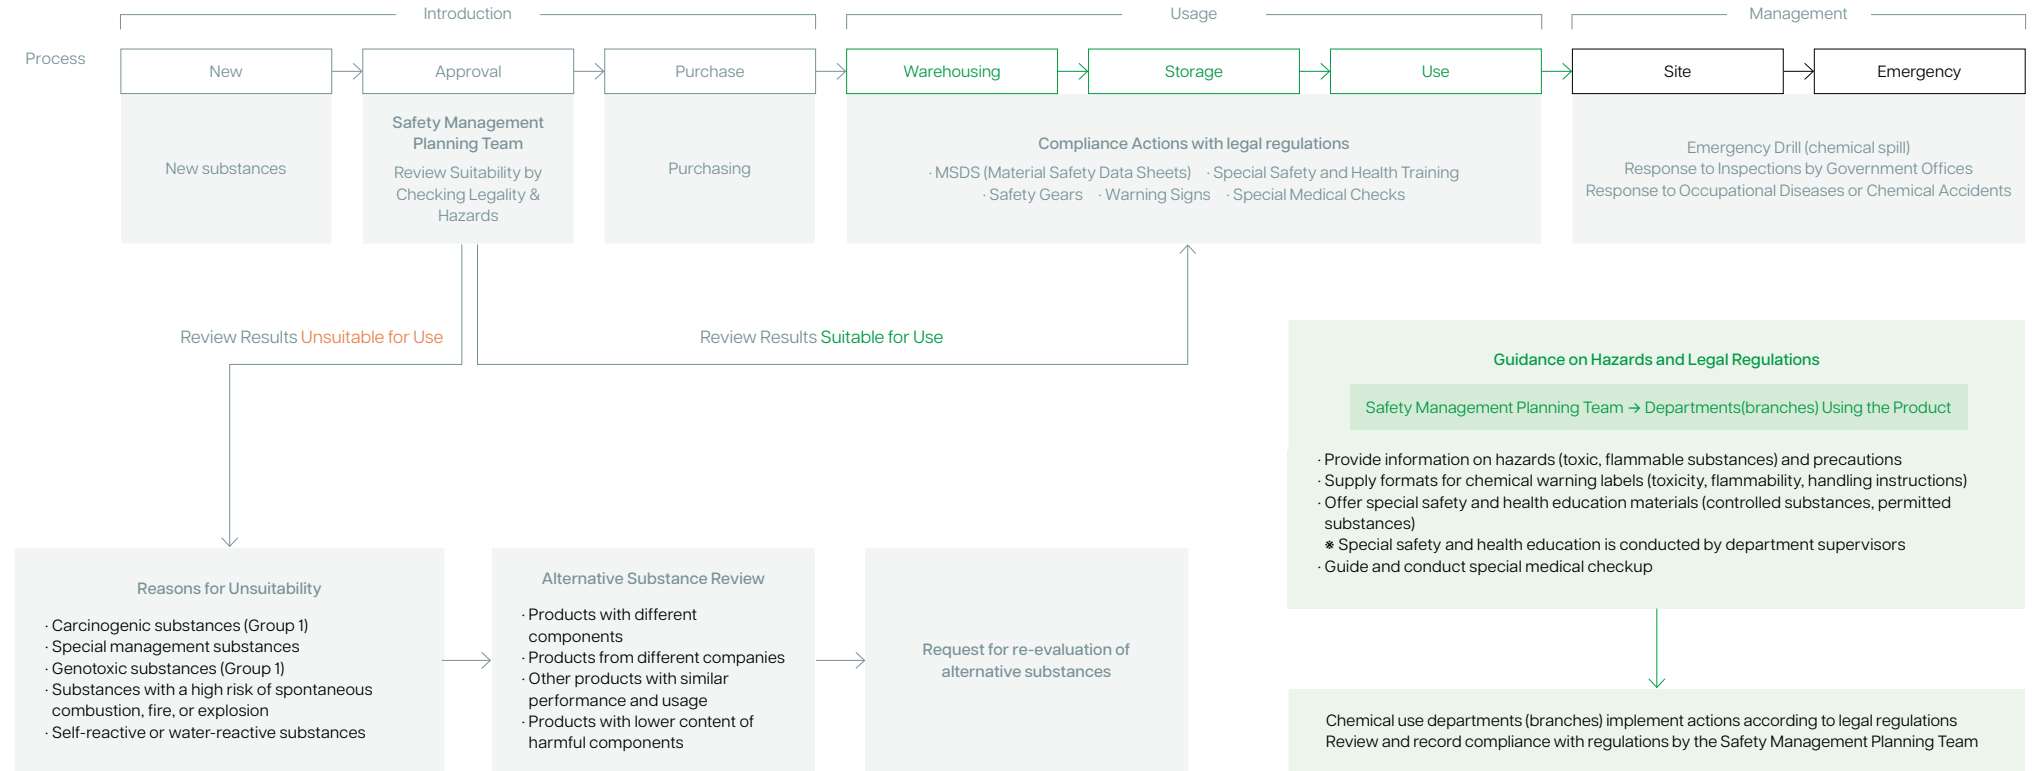 Introduction
Usage
Management
Process
New
Approval
Purchase
Warehousing
Storage
Use
Site
Emergency
New substances
Safety Management
Planning Team
Review Suitability by
Checking Legality &
Hazards
Purchasing
Compliance Actions with legal regulations
· MSDS (Material Safety Data Sheets) · Special Safety and Health Training
· Safety Gears · Warning Signs · Special Medical Checks
Emergency Drill (chemical spill)
Response to Inspections by Government Offices
Response to Occupational Diseases or Chemical Accidents
Review Results Unsuitable for Use
Review Results Suitable for Use
Guidance on Hazards and Legal Regulations
Safety Management Planning Team → Departments(branches) Using the Product
· Provide information on hazards (toxic, flammable substances) and precautions
· Supply formats for chemical warning labels (toxicity, flammability, handling instructions)
· Offer special safety and health education materials (controlled substances, permitted
substances)
※ Special safety and health education is conducted by department supervisors
· Guide and conduct special medical checkup
Reasons for Unsuitability
· Carcinogenic substances (Group 1)
· Special management substances
· Genotoxic substances (Group 1)
· Substances with a high risk of spontaneous
combustion, fire, or explosion
· Self-reactive or water-reactive substances
Alternative Substance Review
· Products with different
components
· Products from different companies
· Other products with similar
performance and usage
· Products with lower content of
harmful components
Request for re-evaluation of
alternative substances
Chemical use departments (branches) implement actions according to legal regulations
Review and record compliance with regulations by the Safety Management Planning Team